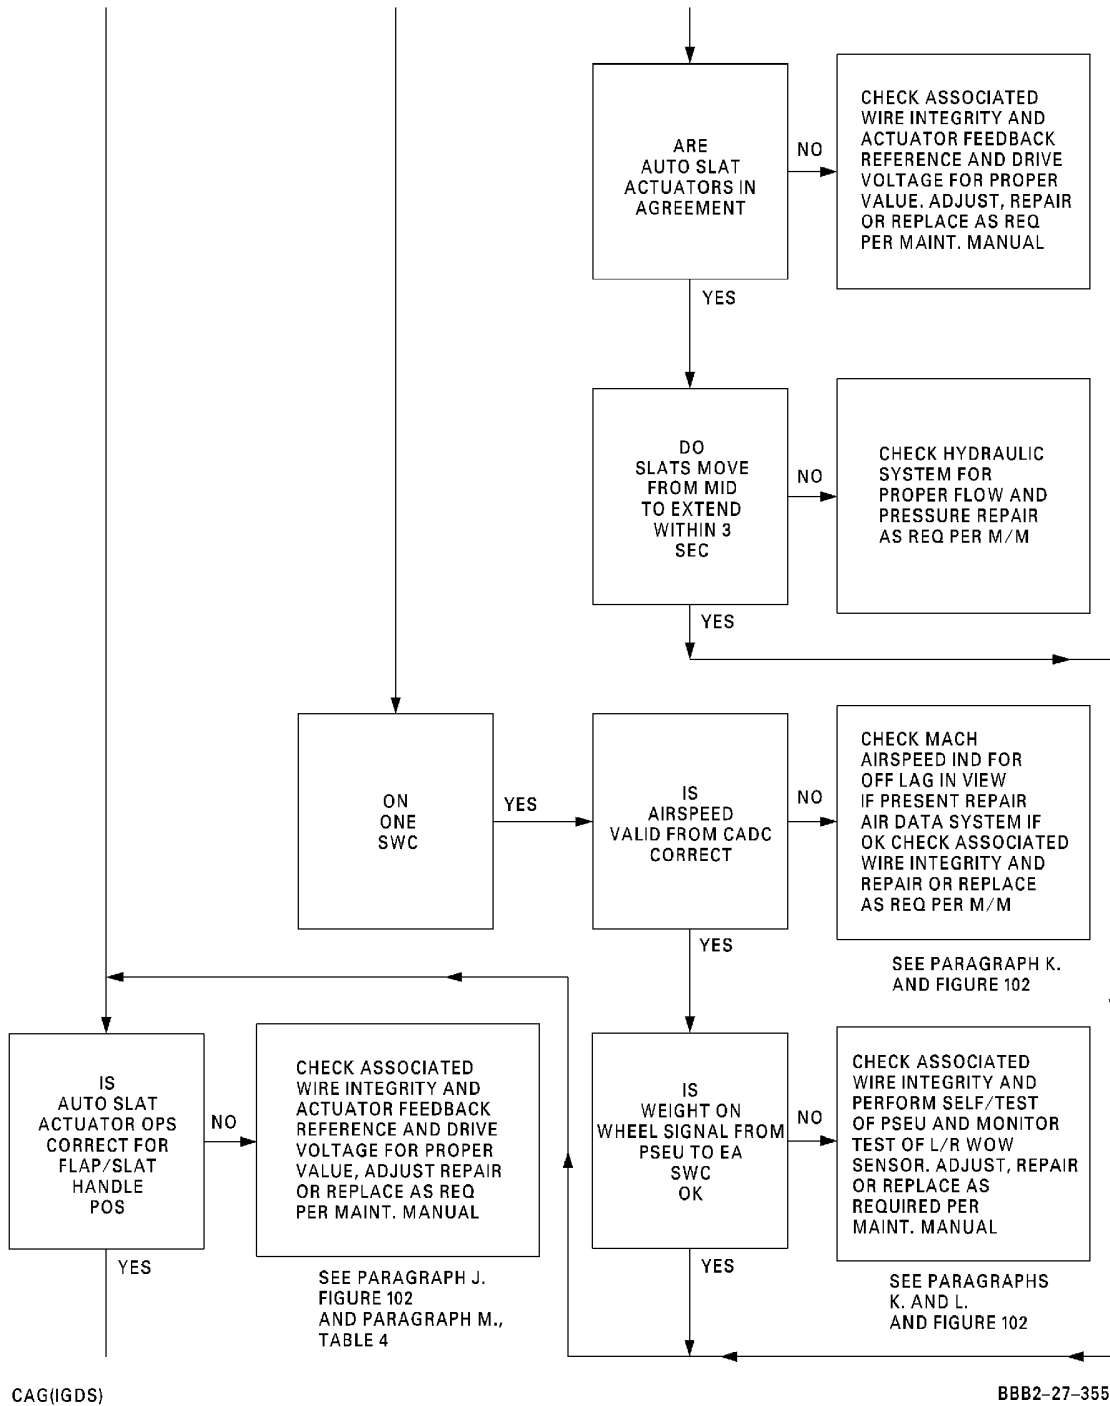 ARE
AUTO SLAT
ACTUATORS IN
AGREEMENT
NO
CHECK ASSOCIATED
WIRE INTEGRITY AND
ACTUATOR FEEDBACK
REFERENCE AND DRIVE
VOLTAGE FOR PROPER
VALUE. ADJUST, REPAIR
OR REPLACE AS REQ
PER MAINT. MANUAL
YES
DO
SLATS MOVE
FROM MID
TO EXTEND
WITHIN 3
SEC
NO
CHECK HYDRAULIC
SYSTEM FOR
PROPER FLOW AND
PRESSURE REPAIR
AS REQ PER M/M
YES
ON
ONE
SWC
YES
IS
AIRSPEED
VALID FROM CADC
CORRECT
NO
CHECK MACH
AIRSPEED IND FOR
OFF LAG IN VIEW
IF PRESENT REPAIR
AIR DATA SYSTEM IF
OK CHECK ASSOCIATED
WIRE INTEGRITY AND
REPAIR OR REPLACE
AS REQ PER M/M
YES
SEE PARAGRAPH K.
AND FIGURE 102
IS
AUTO SLAT
ACTUATOR OPS
CORRECT FOR
FLAP/SLAT
HANDLE
POS
NO
CHECK ASSOCIATED
WIRE INTEGRITY AND
ACTUATOR FEEDBACK
REFERENCE AND DRIVE
VOLTAGE FOR PROPER
VALUE, ADJUST REPAIR
OR REPLACE AS REQ
PER MAINT. MANUAL
YES
SEE PARAGRAPH J.
FIGURE 102
AND PARAGRAPH M.,
TABLE 4
IS
WEIGHT ON
WHEEL SIGNAL FROM
PSEU TO EA
SWC
OK
NO
CHECK ASSOCIATED
WIRE INTEGRITY AND
PERFORM SELF/TEST
OF PSEU AND MONITOR
TEST OF L/R WOW
SENSOR. ADJUST, REPAIR
OR REPLACE AS
REQUIRED PER
MAINT. MANUAL
YES
SEE PARAGRAPHS
K. AND L.
AND FIGURE 102
CAG(IGDS)
BBB2-27-355